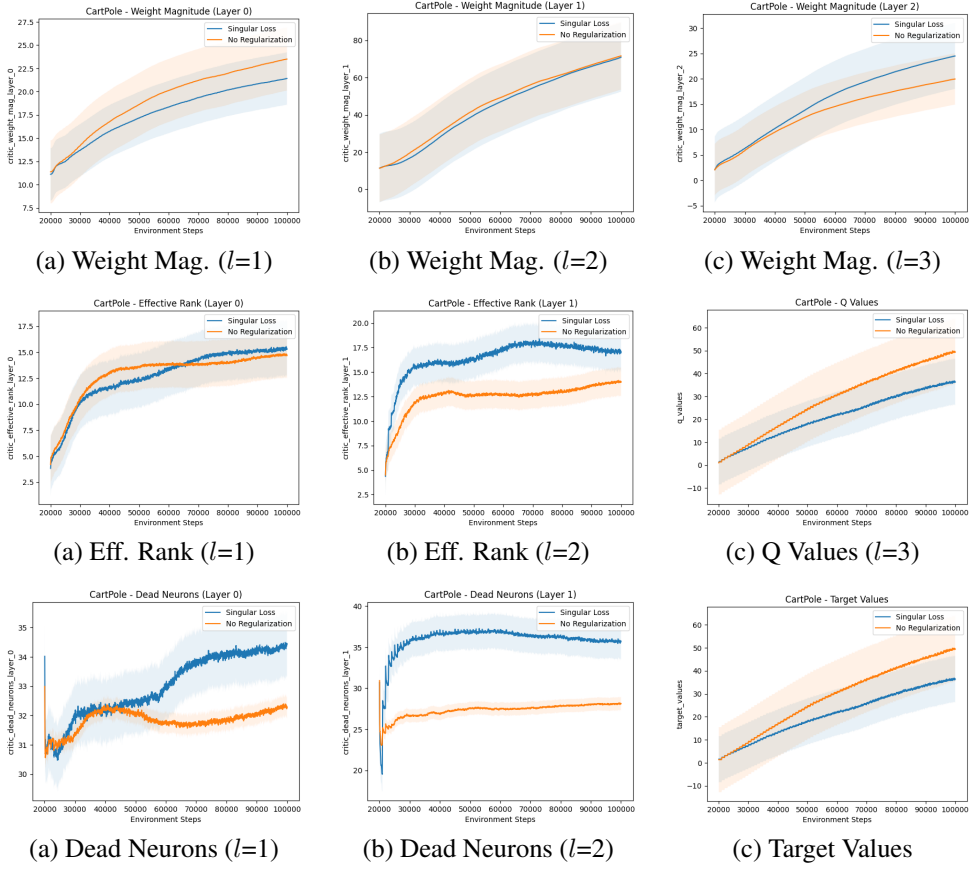 CartPole - Weight Magnitude (Layer 0)
27.5
25.0
22.5
20.0
17.5
15.0
12.5
10.0
7.5
critic_weight_mag_layer_0
Singular Loss
No Regularization
20000 30000 40000 50000 60000 70000 80000 90000 100000
Environment Steps
(a) Weight Mag. (l=1)
CartPole - Weight Magnitude (Layer 1)
80
60
40
20
0
critic_weight_mag_layer_1
Singular Loss
No Regularization
20000 30000 40000 50000 60000 70000 80000 90000 100000
Environment Steps
(b) Weight Mag. (l=2)
CartPole - Weight Magnitude (Layer 2)
30
25
20
15
10
5
0
−5
critic_weight_mag_layer_2
Singular Loss
No Regularization
20000 30000 40000 50000 60000 70000 80000 90000 100000
Environment Steps
(c) Weight Mag. (l=3)
CartPole - Effective Rank (Layer 0)
17.5
15.0
12.5
10.0
7.5
5.0
2.5
critic_effective_rank_layer_0
Singular Loss
No Regularization
20000 30000 40000 50000 60000 70000 80000 90000 100000
Environment Steps
(a) Eff. Rank (l=1)
CartPole - Effective Rank (Layer 1)
20.0
17.5
15.0
12.5
10.0
7.5
5.0
2.5
critic_effective_rank_layer_1
Singular Loss
No Regularization
20000 30000 40000 50000 60000 70000 80000 90000 100000
Environment Steps
(b) Eff. Rank (l=2)
CartPole - Q Values
60
50
40
30
20
10
0
−10
q_values
Singular Loss
No Regularization
20000 30000 40000 50000 60000 70000 80000 90000 100000
Environment Steps
(c) Q Values (l=3)
CartPole - Dead Neurons (Layer 0)
35
34
33
32
31
30
critic_dead_neurons_layer_0
Singular Loss
No Regularization
20000 30000 40000 50000 60000 70000 80000 90000 100000
Environment Steps
(a) Dead Neurons (l=1)
CartPole - Dead Neurons (Layer 1)
40
35
30
25
20
critic_dead_neurons_layer_1
Singular Loss
No Regularization
20000 30000 40000 50000 60000 70000 80000 90000 100000
Environment Steps
(b) Dead Neurons (l=2)
CartPole - Target Values
60
50
40
30
20
10
0
−10
target_values
Singular Loss
No Regularization
20000 30000 40000 50000 60000 70000 80000 90000 100000
Environment Steps
(c) Target Values